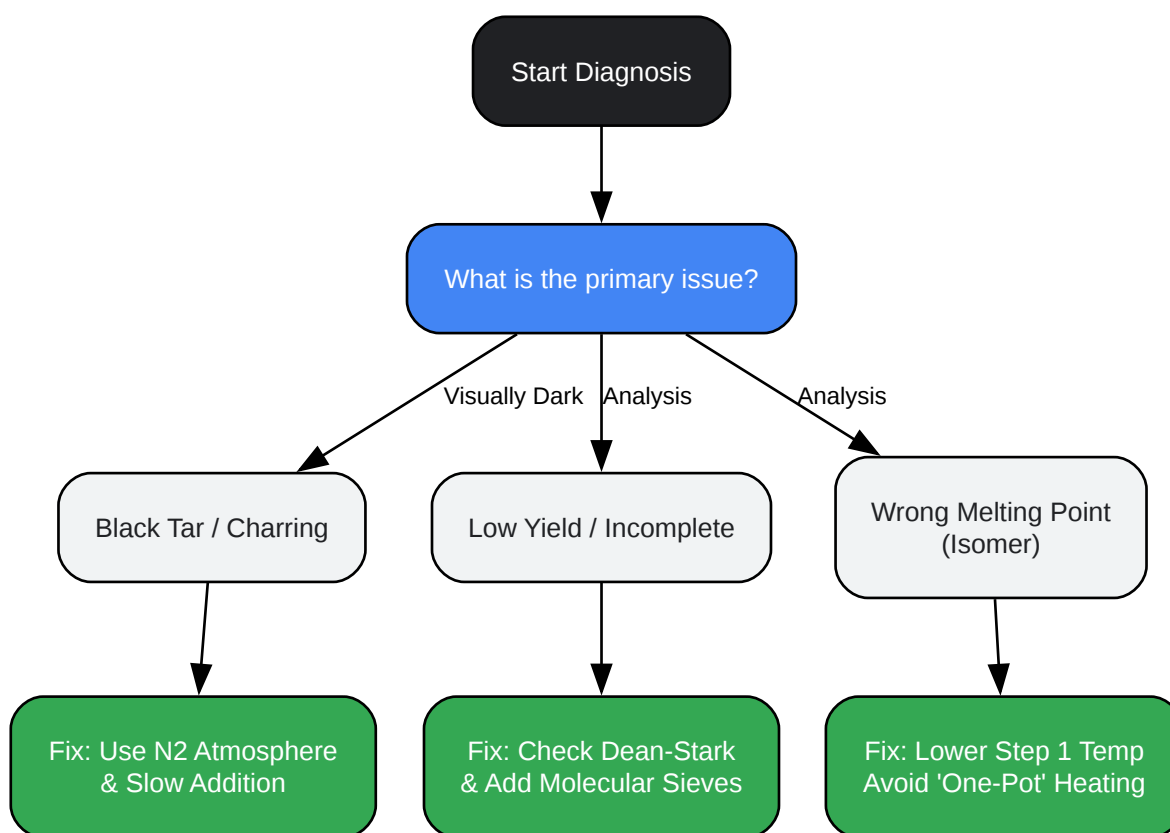 Start Diagnosis
What is the primary issue?
Visually Dark
Analysis
Analysis
Black Tar / Charring
Low Yield / Incomplete
Wrong Melting Point
(Isomer)
Fix: Use N2 Atmosphere
& Slow Addition
Fix: Check Dean-Stark
& Add Molecular Sieves
Fix: Lower Step 1 Temp
Avoid 'One-Pot' Heating